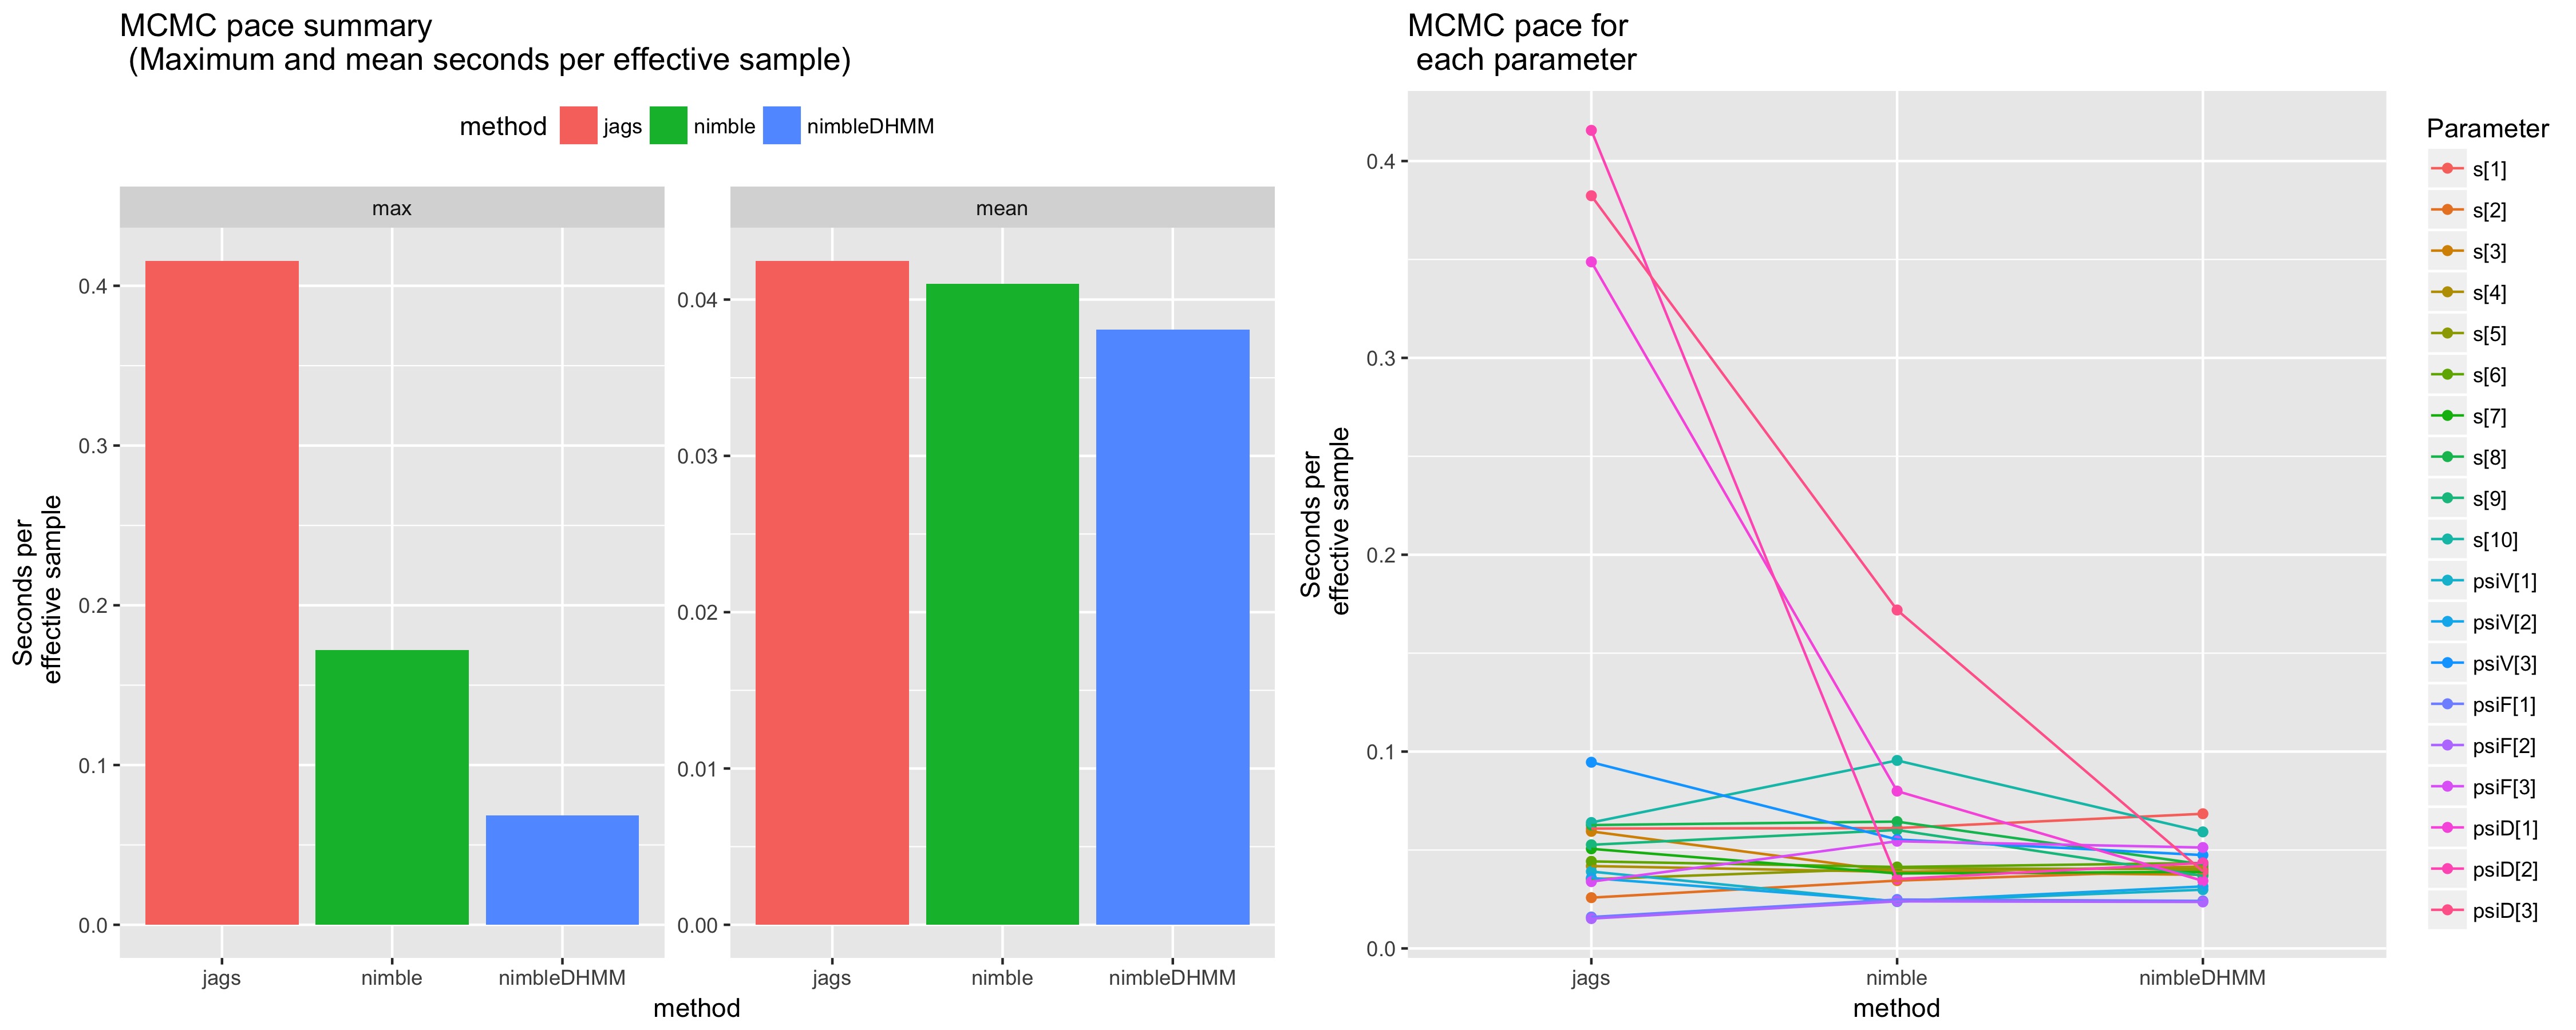 MCMC pace summary
(Maximum and mean seconds per effective sample)
method jags nimble nimbleDHMM
max
mean
Seconds per
effective sample
0.4
0.3
0.2
0.1
0.0
0.04
0.03
0.02
0.01
0.00
jags nimble nimbleDHMM
jags nimble nimbleDHMM
method
MCMC pace for
each parameter
Seconds per
effective sample
0.4
0.3
0.2
0.1
0.0
jags nimble nimbleDHMM
method
Parameter
s[1]
s[2]
s[3]
s[4]
s[5]
s[6]
s[7]
s[8]
s[9]
s[10]
psiV[1]
psiV[2]
psiV[3]
psiF[1]
psiF[2]
psiF[3]
psiD[1]
psiD[2]
psiD[3]